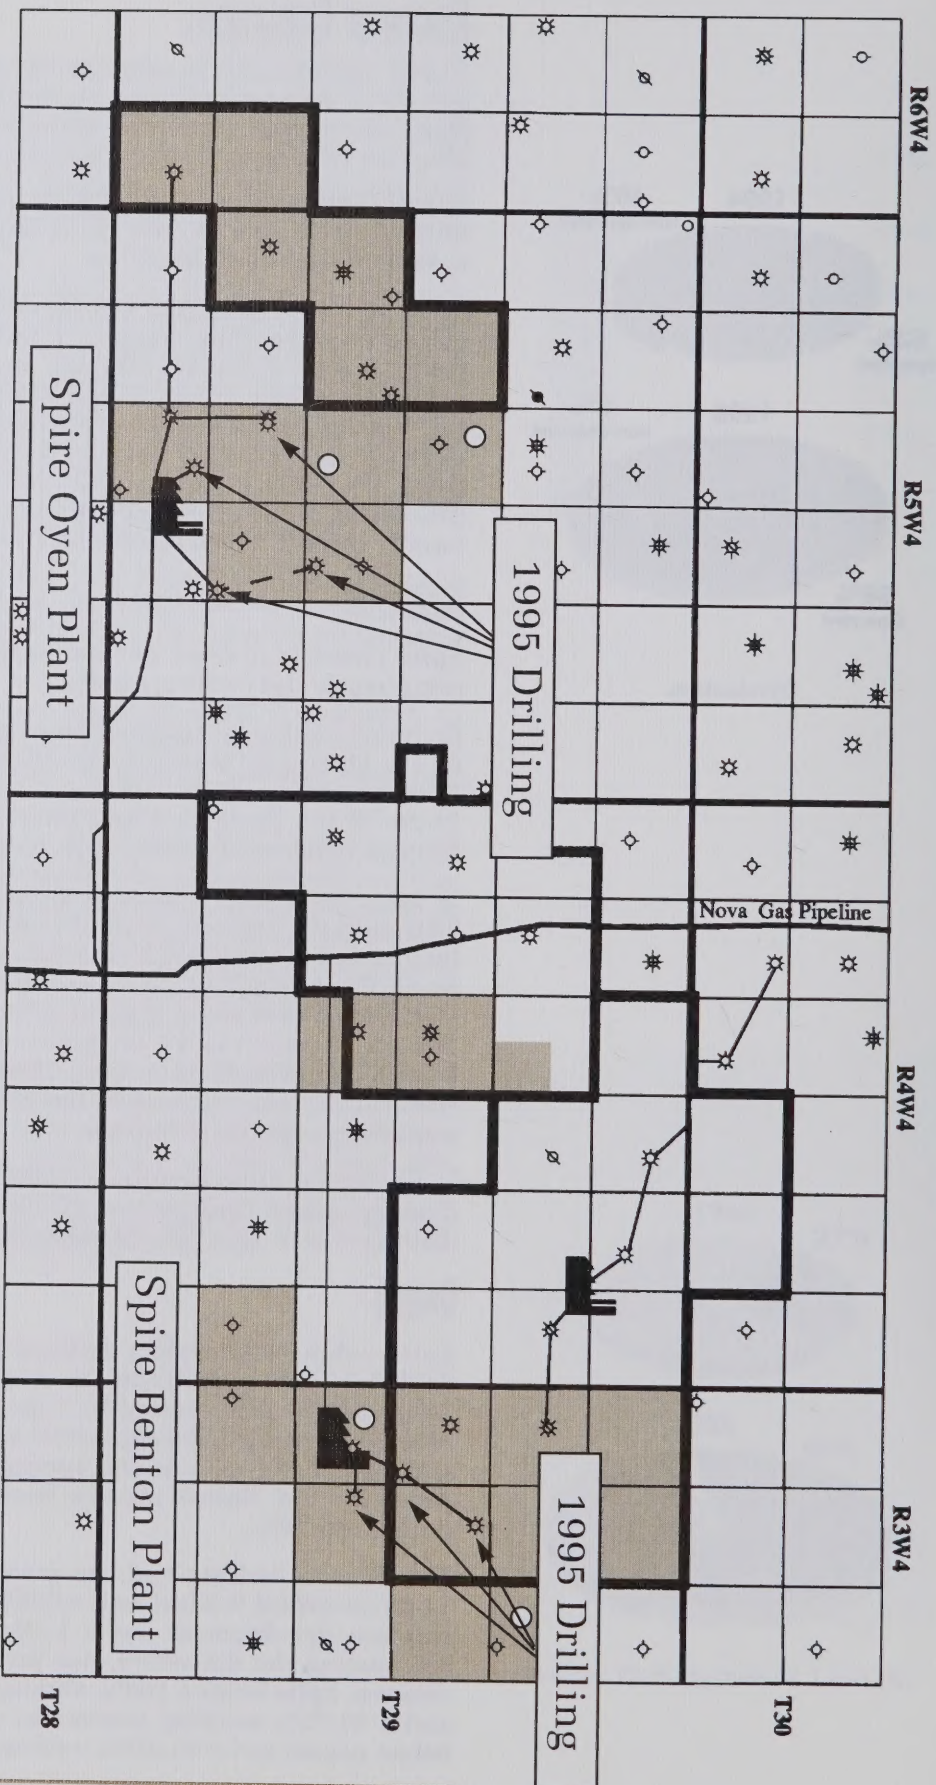 R6W4
R5W4
R4W4
R3W4
1995 Drilling
Nova Gas Pipeline
1995 Drilling
Spire Oyen Plant
Spire Benton Plant
T30
T29
T28